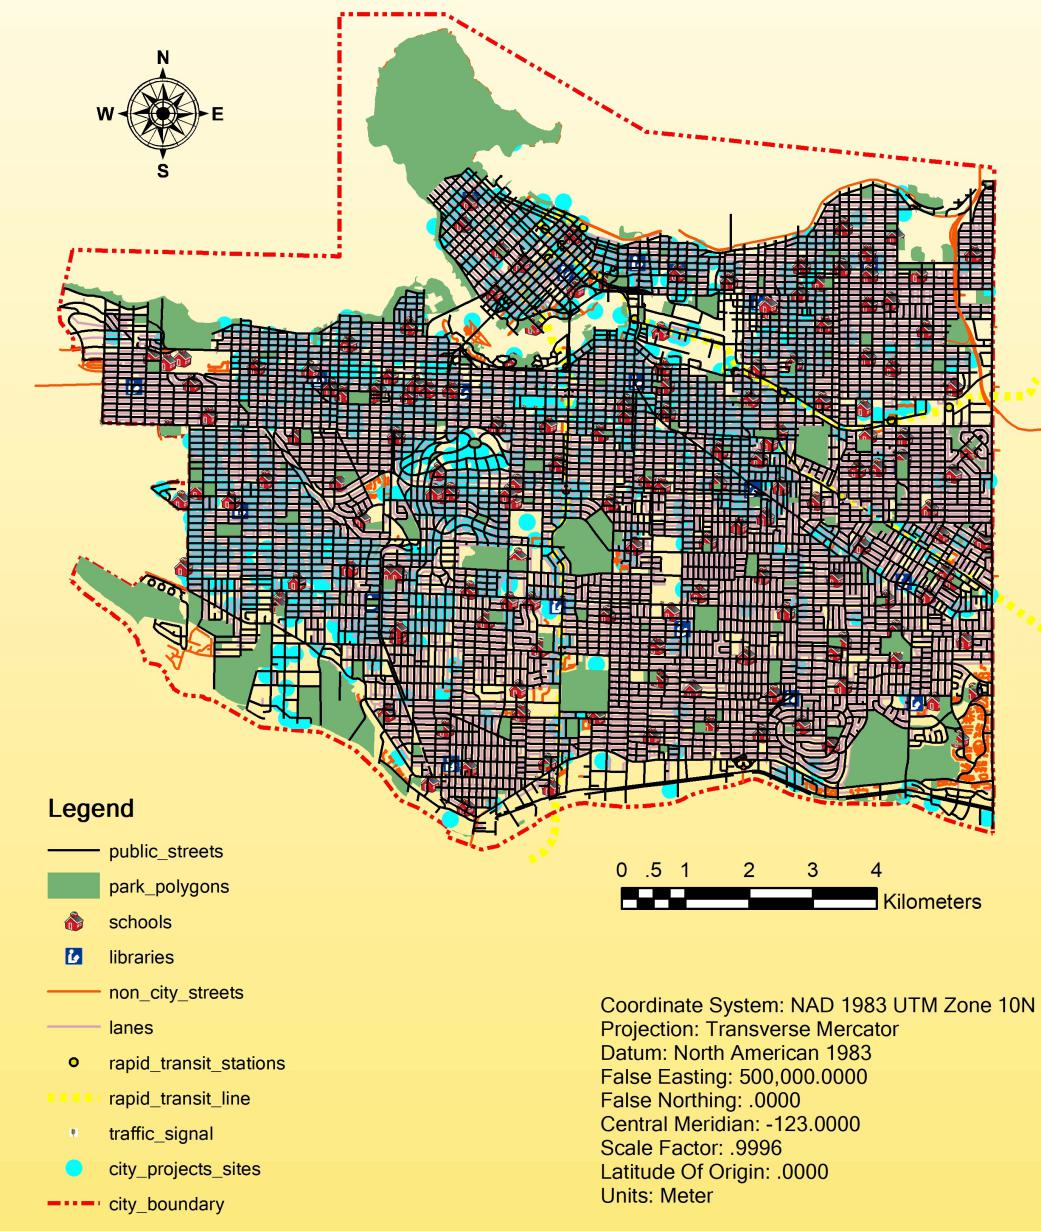 N
W E
S
Legend
public_streets
park_polygons
schools
libraries
non_city_streets
lanes
rapid_transit_stations
rapid_transit_line
traffic_signal
city_projects_sites
city_boundary
0 .5 1 2 3 4
Kilometers
Coordinate System: NAD 1983 UTM Zone 10N
Projection: Transverse Mercator
Datum: North American 1983
False Easting: 500,000.0000
False Northing: .0000
Central Meridian: -123.0000
Scale Factor: .9996
Latitude Of Origin: .0000
Units: Meter